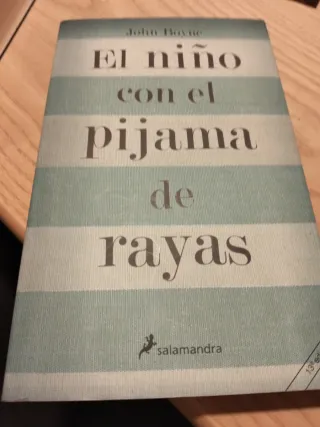 John Boyne
El niño
con el
pijama
de
rayas
salamandra